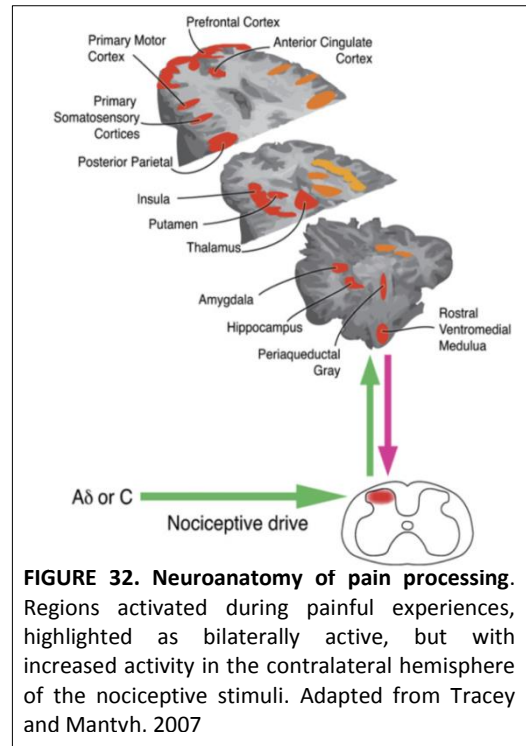 Prefrontal Cortex
Primary Motor
Cortex
Anterior Cingulate
Cortex
Primary
Somatosensory
Cortices
Posterior Parietal
Insula
Putamen
Thalamus
Amygdala
Hippocampus
Periaqueductal
Gray
Rostral
Ventromedial
Medulua
Aδ or C
Nociceptive drive
FIGURE 32. Neuroanatomy of pain processing.
Regions activated during painful experiences,
highlighted as bilaterally active, but with
increased activity in the contralateral hemisphere
of the nociceptive stimuli. Adapted from Tracey
and Mantyh. 2007